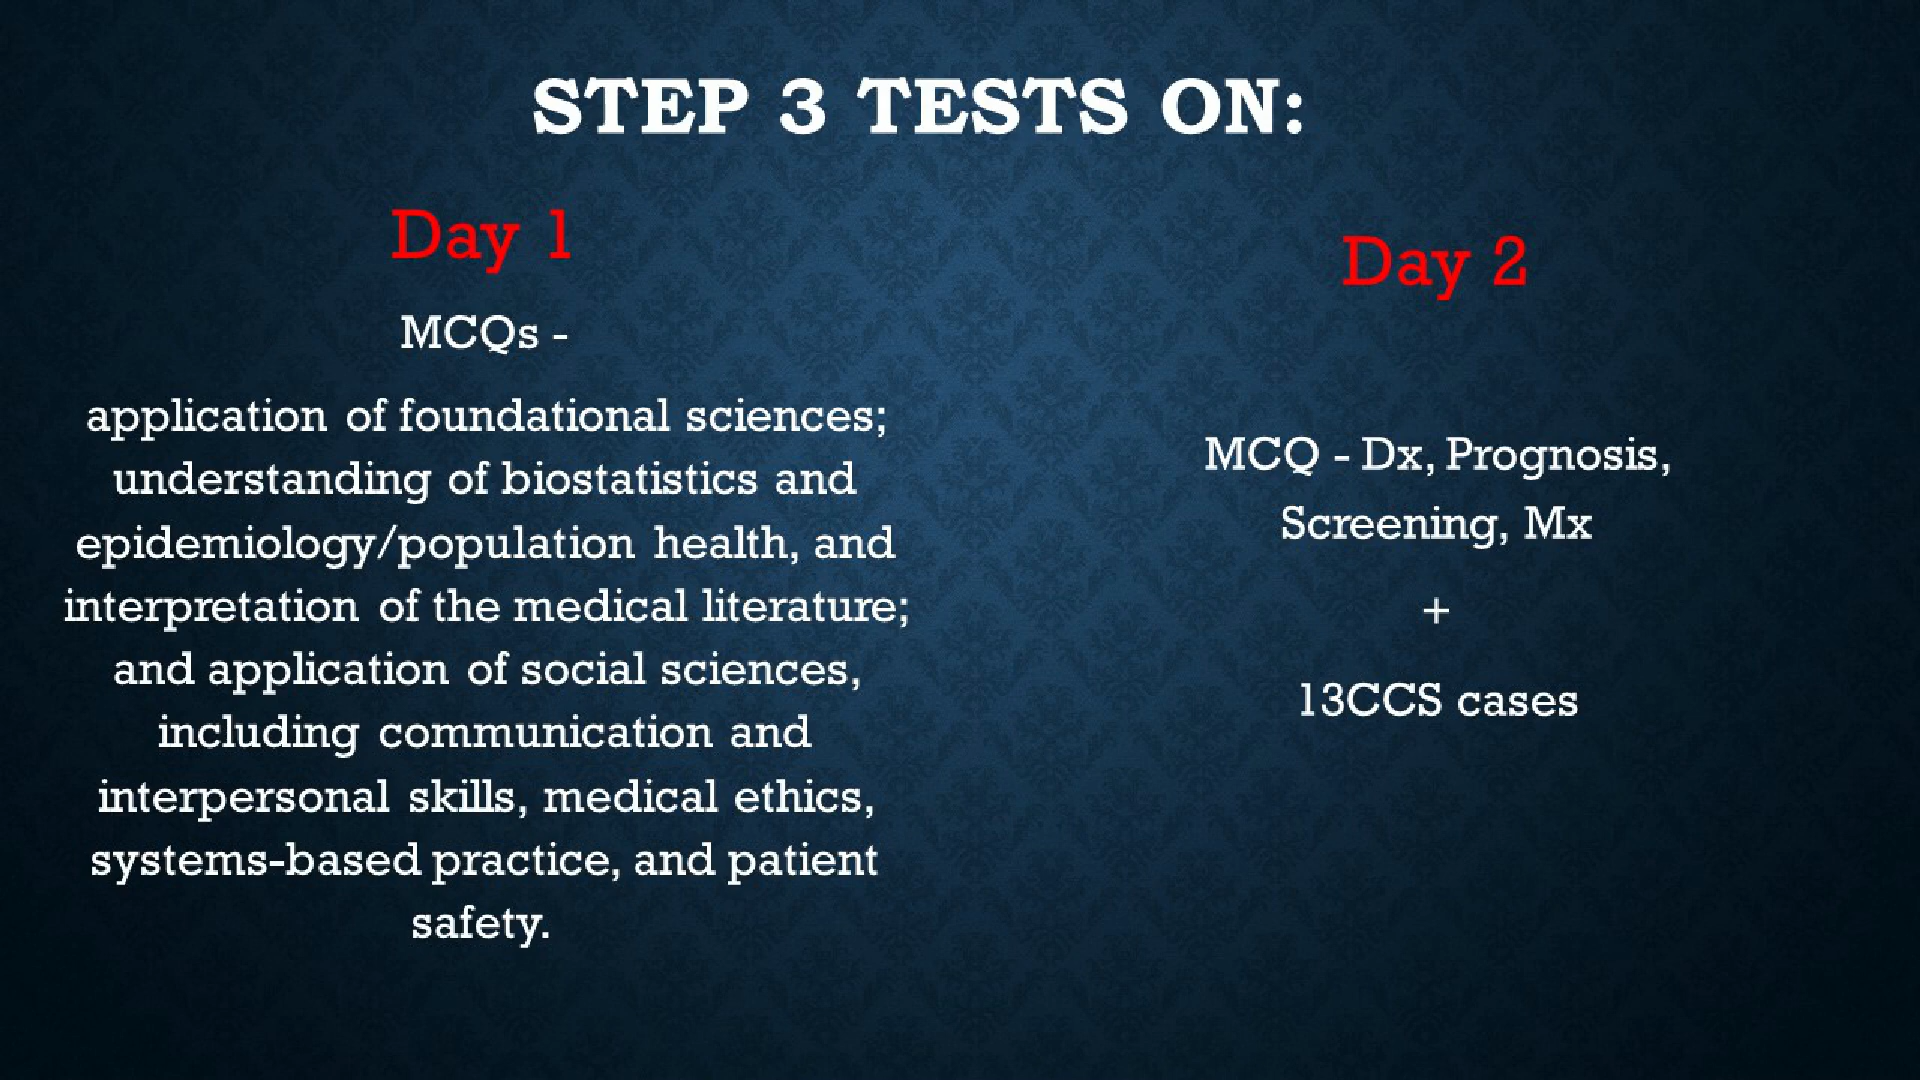 STEP 3 TESTS ON:
Day 1
MCQs -
application of foundational sciences;
understanding of biostatistics and
epidemiology/population health, and
interpretation of the medical literature;
and application of social sciences,
including communication and
interpersonal skills, medical ethics,
systems-based practice, and patient
safety.
Day 2
MCQ - Dx, Prognosis,
Screening, Mx
+
13CCS cases